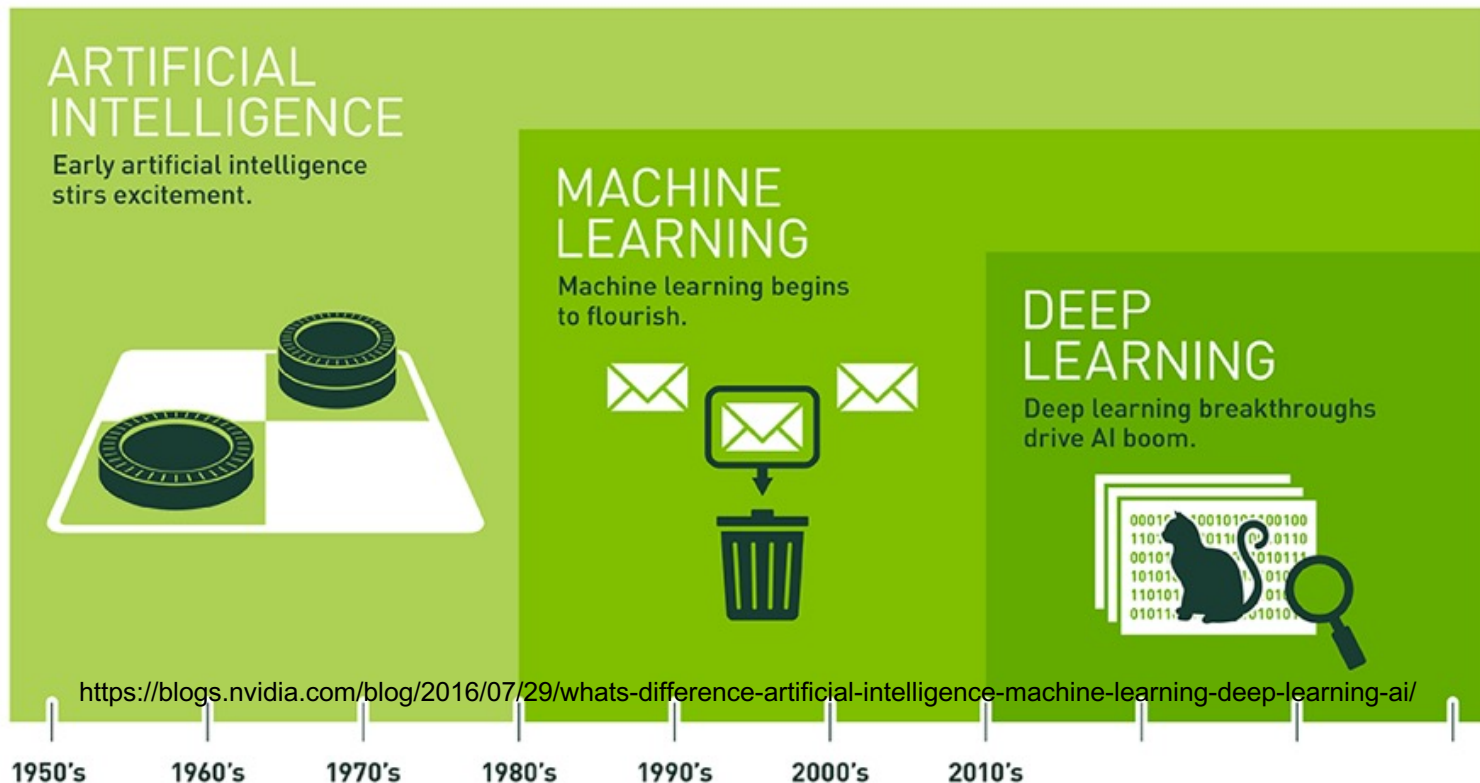 ARTIFICIAL
INTELLIGENCE
Early artificial intelligence
stirs excitement.
MACHINE
LEARNING
Machine learning begins
to flourish.
DEEP
LEARNING
Deep learning breakthroughs
drive AI boom.
https://blogs.nvidia.com/blog/2016/07/29/whats-difference-artificial-intelligence-machine-learning-deep-learning-ai/
1950's 1960's 1970's 1980's 1990's 2000's 2010's